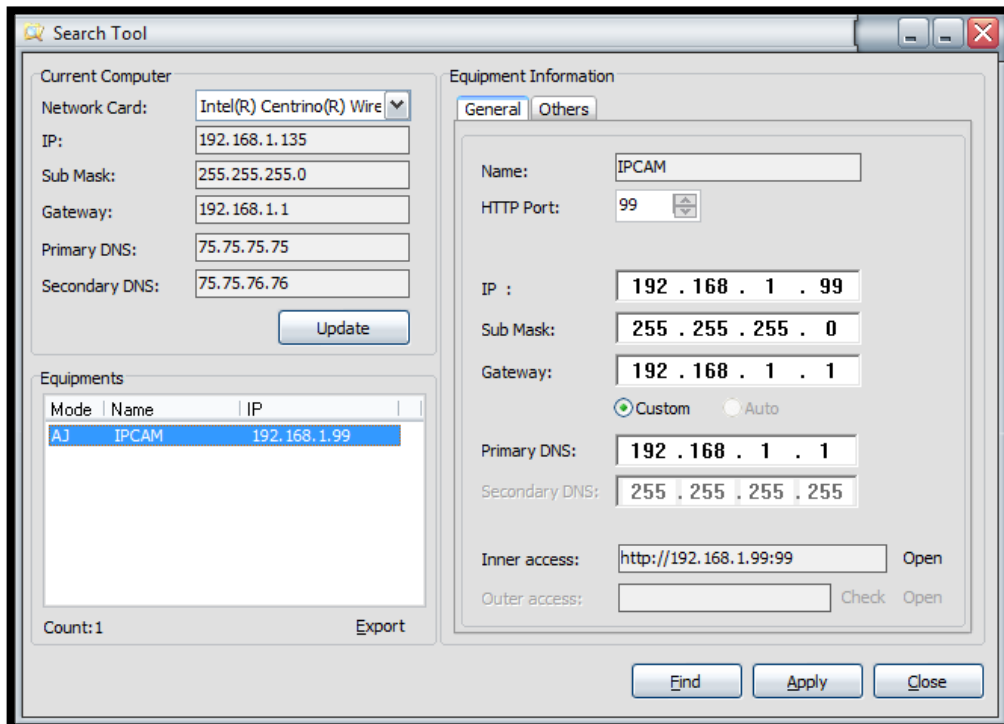 Search Tool
Current Computer
Network Card: Intel(R) Centrino(R) Wire
IP: 192.168.1.135
Sub Mask: 255.255.255.0
Gateway: 192.168.1.1
Primary DNS: 75.75.75.75
Secondary DNS: 75.75.76.76
Update
Equipments
Mode Name IP
AJ IPCAM 192.168.1.99
Count:1 Export
Equipment Information
General Others
Name: IPCAM
HTTP Port: 99
IP : 192 . 168 . 1 . 99
Sub Mask: 255 . 255 . 255 . 0
Gateway: 192 . 168 . 1 . 1
Custom Auto
Primary DNS: 192 . 168 . 1 . 1
Secondary DNS: 255 . 255 . 255 . 255
Inner access: http://192.168.1.99:99 Open
Outer access: Check Open
Find Apply Close